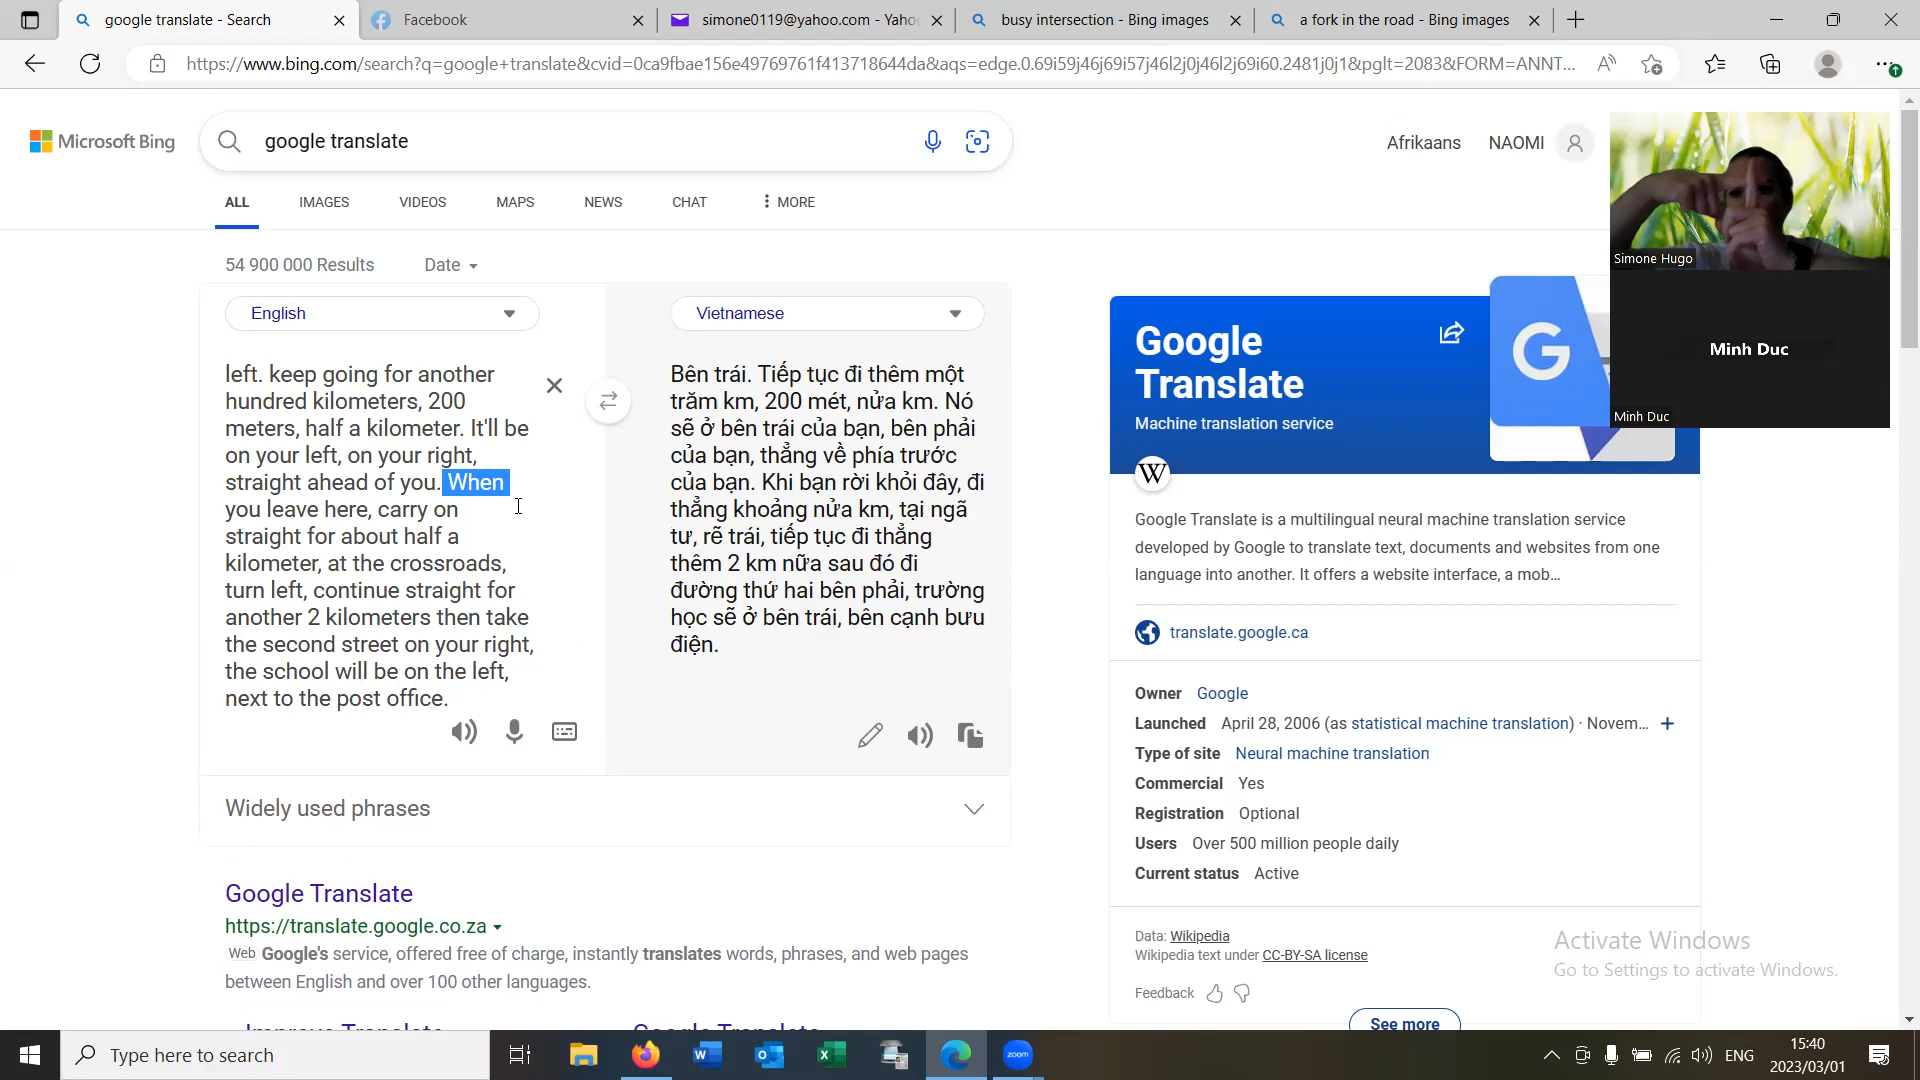 google translate - Search
Facebook
simone0119@yahoo.com - Yaho
busy intersection - Bing images
a fork in the road - Bing images
https://www.bing.com/search?q=google+translate&cvid=0ca9fbae156e49769761f413718644da&aqs=edge.0.69i59j46j69i57j46l2j0j46l2j69i60.2481j0j1&pglt=2083&FORM=ANNT...
Microsoft Bing
google translate
Afrikaans
NAOMI
ALL
IMAGES
VIDEOS
MAPS
NEWS
CHAT
MORE
54 900 000 Results
Date
English
Vietnamese
left. keep going for another
hundred kilometers, 200
meters, half a kilometer. It'll be
on your left, on your right,
straight ahead of you. When
you leave here, carry on
straight for about half a
kilometer, at the crossroads,
turn left, continue straight for
another 2 kilometers then take
the second street on your right,
the school will be on the left,
next to the post office.
Bên trái. Tiếp tục đi thêm một
trăm km, 200 mét, nửa km. Nó
sẽ ở bên trái của bạn, bên phải
của bạn, thẳng về phía trước
của bạn. Khi bạn rời khỏi đây, đi
thẳng khoảng nửa km, tại ngã
tư, rẽ trái, tiếp tục đi thẳng
thêm 2 km nữa sau đó đi
đường thứ hai bên phải, trường
học sẽ ở bên trái, bên cạnh bưu
điện.
Widely used phrases
Google Translate
https://translate.google.co.za
Web Google's service, offered free of charge, instantly translates words, phrases, and web pages
between English and over 100 other languages.
Improve Translate
Google Translate
Google
Translate
Machine translation service
G
W
Google Translate is a multilingual neural machine translation service
developed by Google to translate text, documents and websites from one
language into another. It offers a website interface, a mob...
translate.google.ca
Owner Google
Launched April 28, 2006 (as statistical machine translation) · Novem...
Type of site Neural machine translation
Commercial Yes
Registration Optional
Users Over 500 million people daily
Current status Active
Data: Wikipedia
Wikipedia text under CC-BY-SA license
Feedback
See more
Simone Hugo
Minh Duc
Minh Duc
Activate Windows
Go to Settings to activate Windows.
Type here to search
zoom
ENG
15:40
2023/03/01